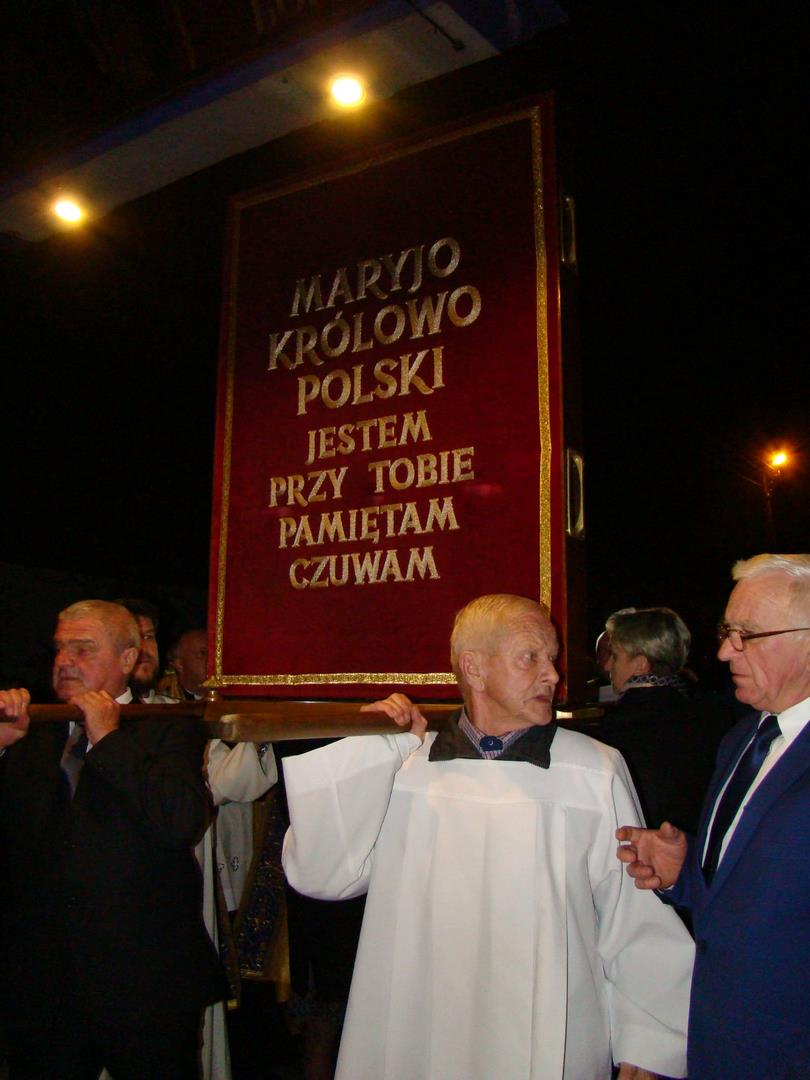 MARYJO
KRÓLOWO
POLSKI
JESTEM
PRZY TOBIE
PAMIĘTAM
CZUWAM